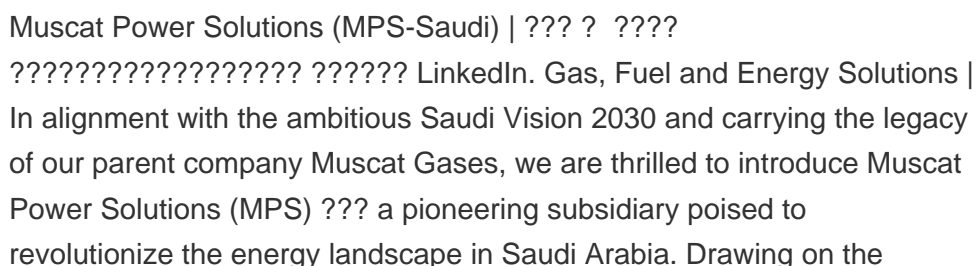 Muscat Power Solutions (MPS-Saudi) | ??? ? ????
?????????????????? ?????? LinkedIn. Gas, Fuel and Energy Solutions |
In alignment with the ambitious Saudi Vision 2030 and carrying the legacy
of our parent company Muscat Gases, we are thrilled to introduce Muscat
Power Solutions (MPS) ??? a pioneering subsidiary poised to
revolutionize the energy landscape in Saudi Arabia. Drawing on the